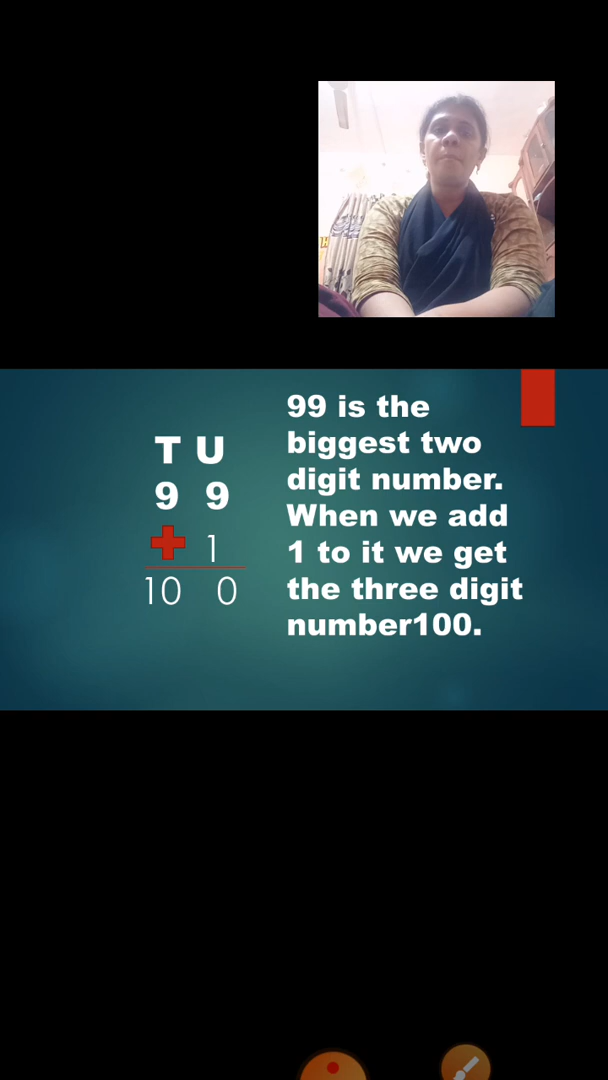 T U
9 9
1
10 0
99 is the
biggest two
digit number.
When we add
1 to it we get
the three digit
number100.